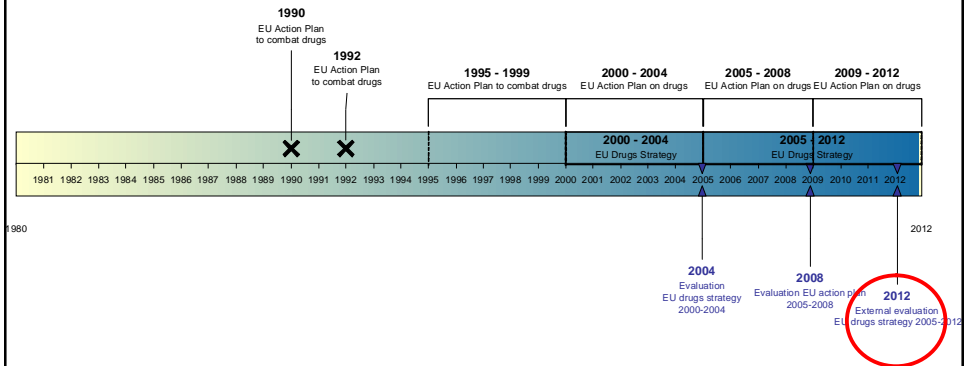 1990
EU Action Plan
to combat drugs
1992
EU Action Plan
to combat drugs
1995 - 1999
EU Action Plan to combat drugs
2000 - 2004
EU Action Plan on drugs
2005 - 2008
EU Action Plan on drugs
2009 - 2012
EU Action Plan on drugs
2000 - 2004
EU Drugs Strategy
2005 - 2012
EU Drugs Strategy
1981 1982 1983 1984 1985 1986 1987 1988 1989 1990 1991 1992 1993 1994 1995 1996 1997 1998 1999 2000 2001 2002 2003 2004 2005 2006 2007 2008 2009 2010 2011 2012
1980
2012
2004
Evaluation
EU drugs strategy
2000-2004
2008
Evaluation EU action plan
2005-2008
2012
External evaluation
EU drugs strategy 2005-2012